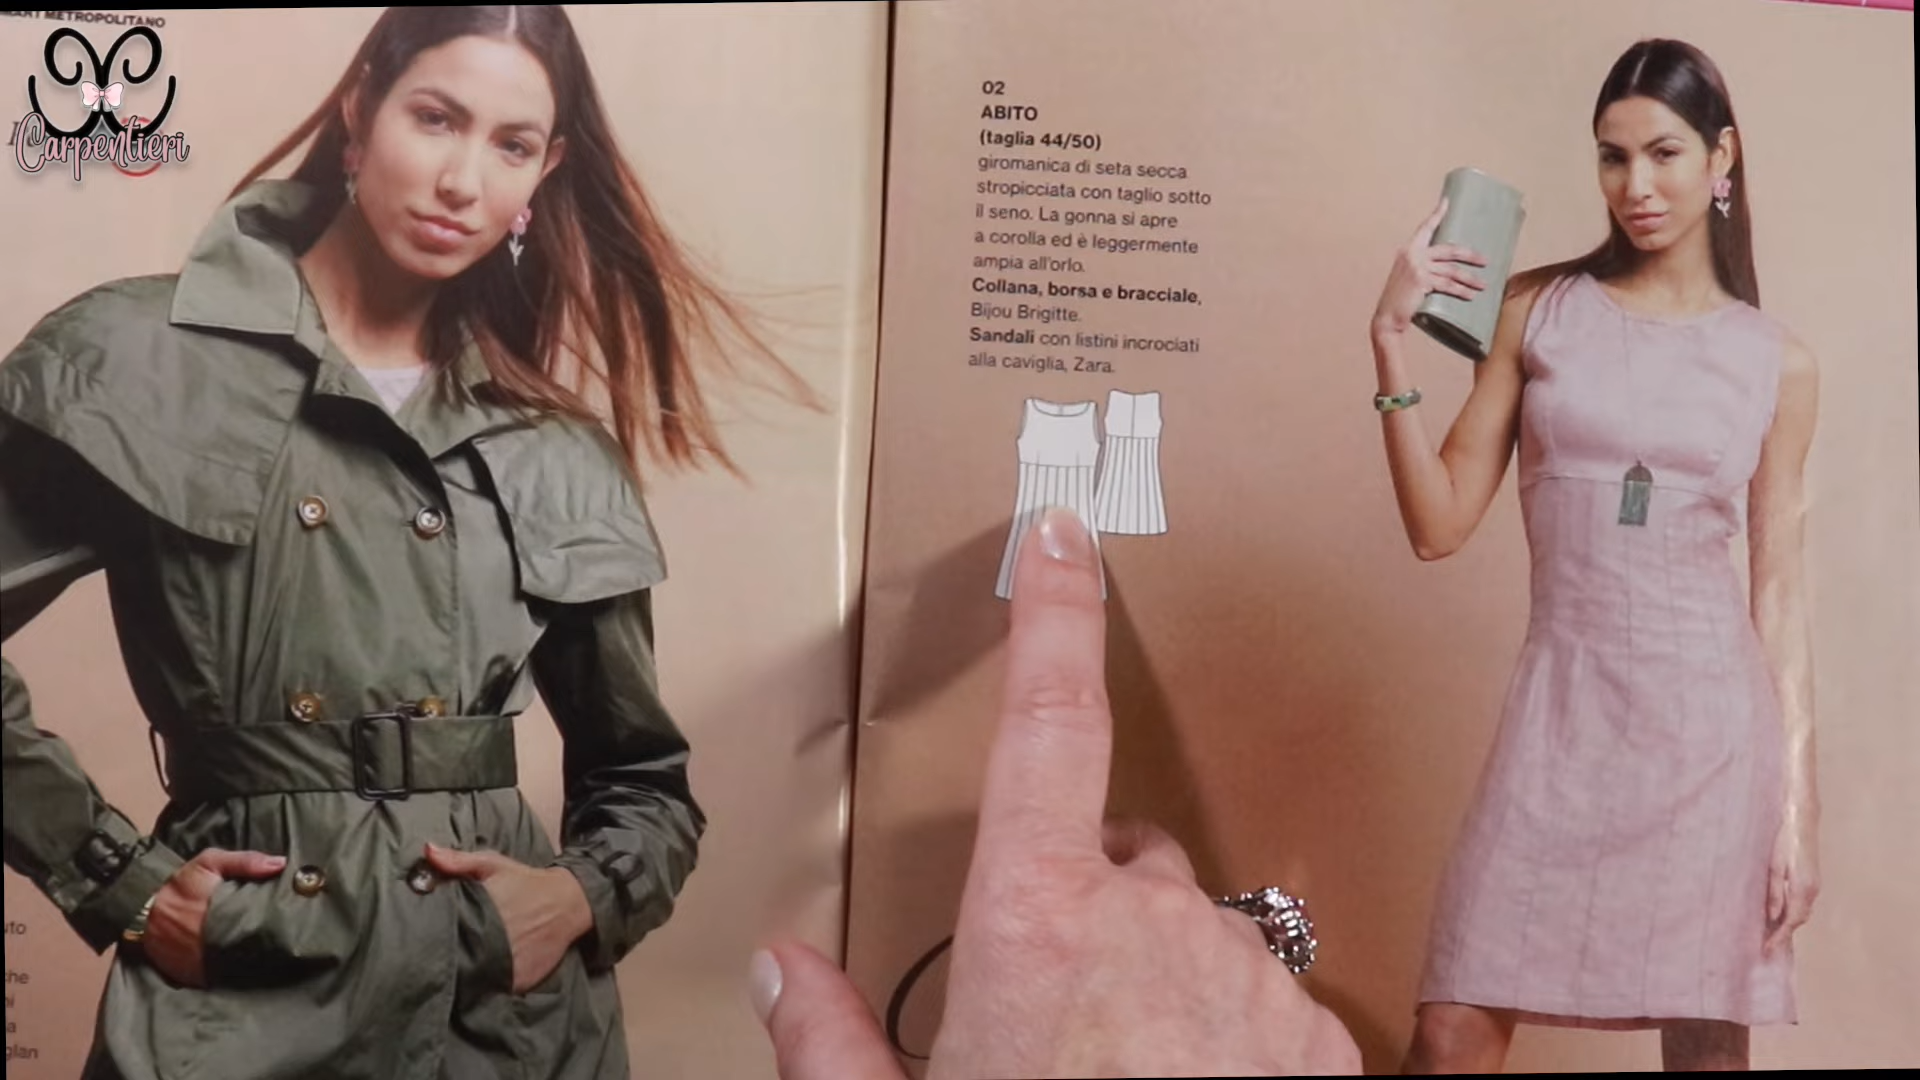 METROPOLITANO
Carpentieri
02
ABITO
(taglia 44/50)
giromanica di seta secca
stropicciata con taglio sotto
il seno. La gonna si apre
a corolla ed è leggermente
ampia all'orlo.
Collana, borsa e bracciale,
Bijou Brigitte.
Sandali con listini incrociati
alla caviglia, Zara.